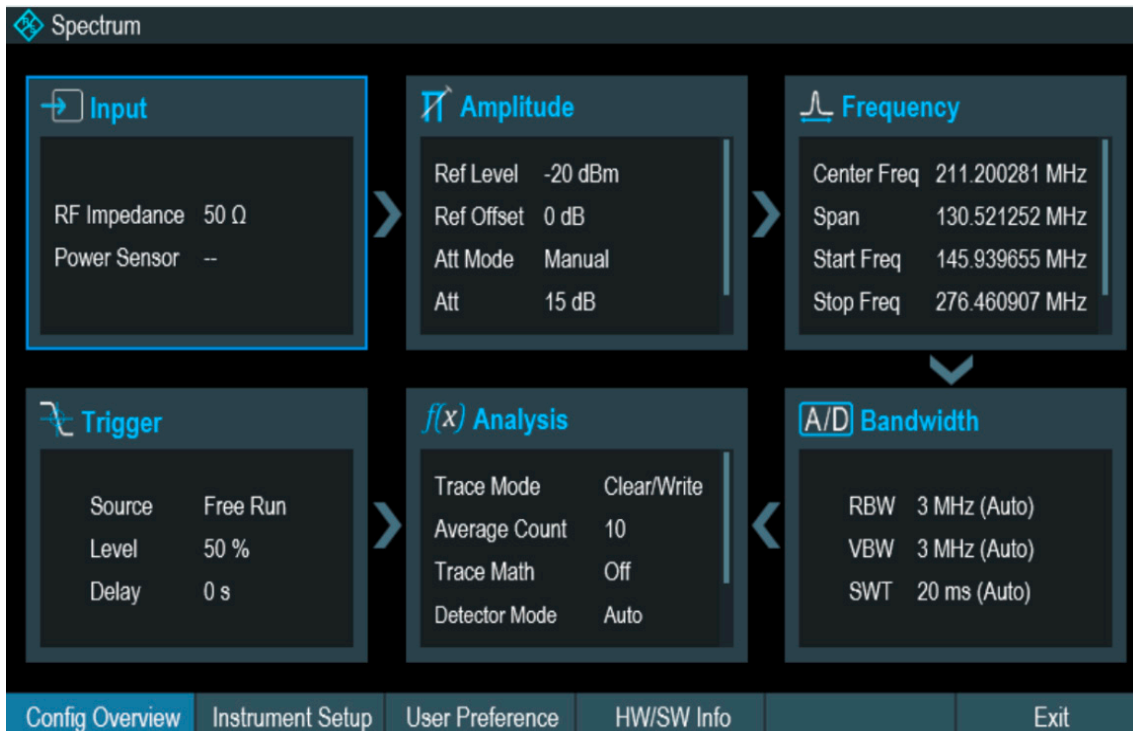 Spectrum
Input
RF Impedance 50 Ω
Power Sensor --
Amplitude
Ref Level -20 dBm
Ref Offset 0 dB
Att Mode Manual
Att 15 dB
Frequency
Center Freq 211.200281 MHz
Span 130.521252 MHz
Start Freq 145.939655 MHz
Stop Freq 276.460907 MHz
Trigger
Source Free Run
Level 50 %
Delay 0 s
f(x) Analysis
Trace Mode Clear/Write
Average Count 10
Trace Math Off
Detector Mode Auto
A/D Bandwidth
RBW 3 MHz (Auto)
VBW 3 MHz (Auto)
SWT 20 ms (Auto)
Config Overview Instrument Setup User Preference HW/SW Info Exit